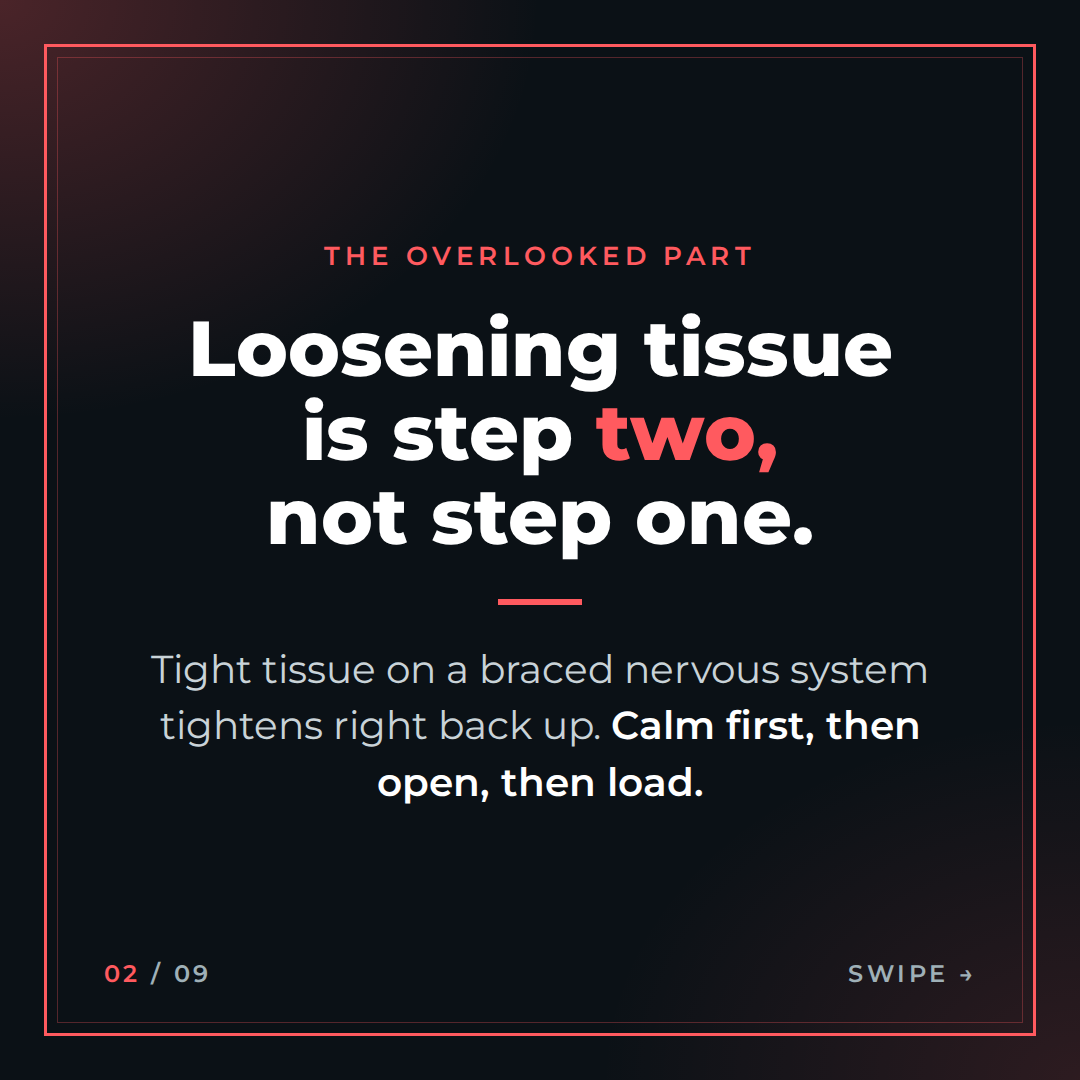 THE OVERLOOKED PART
Loosening tissue
is step two,
not step one.
Tight tissue on a braced nervous system
tightens right back up. Calm first, then
open, then load.
02 / 09
SWIPE →